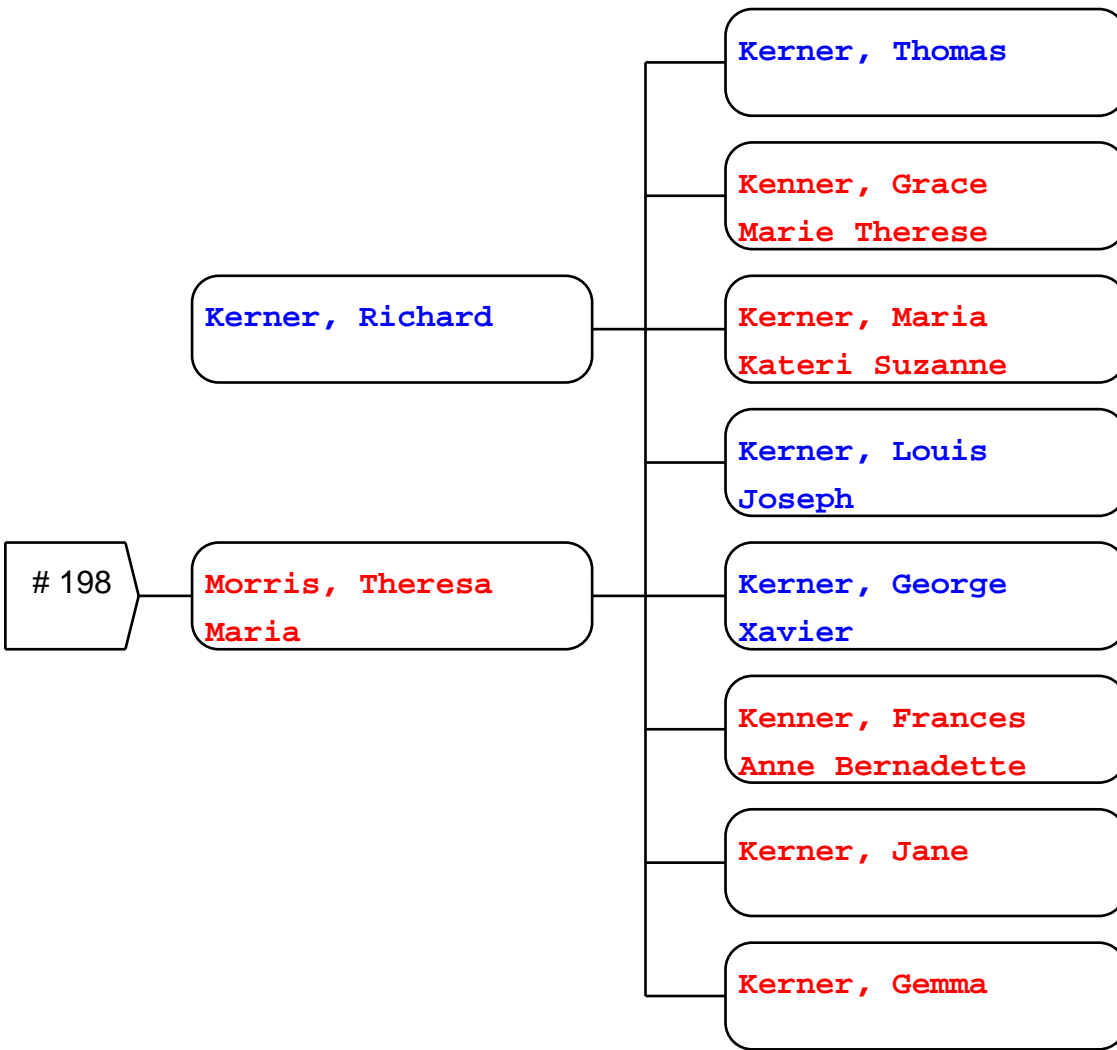 Kerner, Thomas
Kenner, Grace
Marie Therese
Kerner, Richard
Kerner, Maria
Kateri Suzanne
Kerner, Louis
Joseph
# 198
Morris, Theresa
Maria
Kerner, George
Xavier
Kenner, Frances
Anne Bernadette
Kerner, Jane
Kerner, Gemma